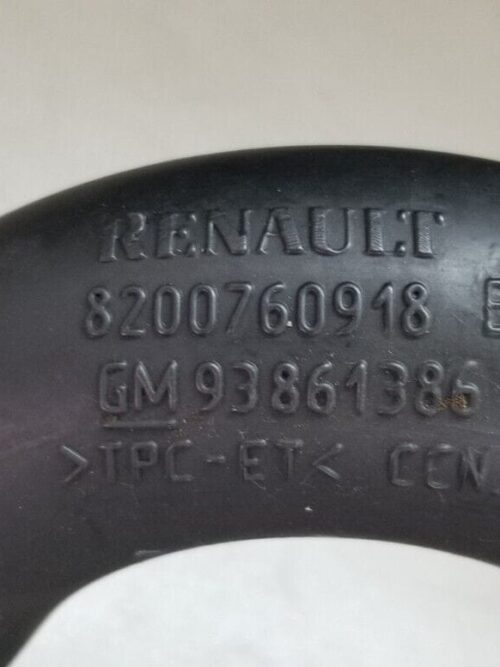 RENAULT
8200760918
GM 93861386
>TPC-ET<